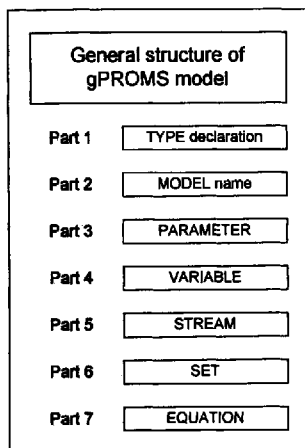 General structure of
gPROMS model
Part 1 TYPE declaration
Part 2 MODEL name
Part 3 PARAMETER
Part 4 VARIABLE
Part 5 STREAM
Part 6 SET
Part 7 EQUATION